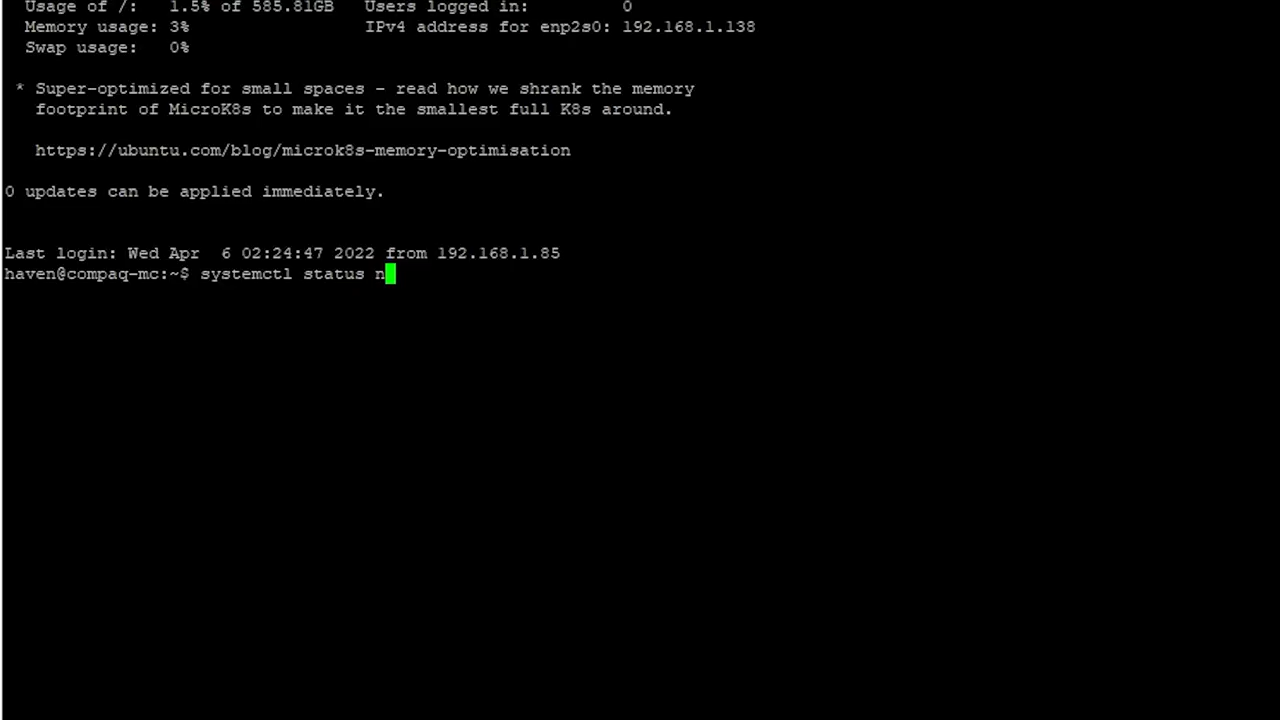 Usage of /:   1.5% of 585.81GB   Users logged in:         0
Memory usage: 3%                 IPv4 address for enp2s0: 192.168.1.138
Swap usage:   0%
* Super-optimized for small spaces - read how we shrank the memory
footprint of MicroK8s to make it the smallest full K8s around.
https://ubuntu.com/blog/microk8s-memory-optimisation
0 updates can be applied immediately.
Last login: Wed Apr  6 02:24:47 2022 from 192.168.1.85
haven@compaq-mc:~$ systemctl status n